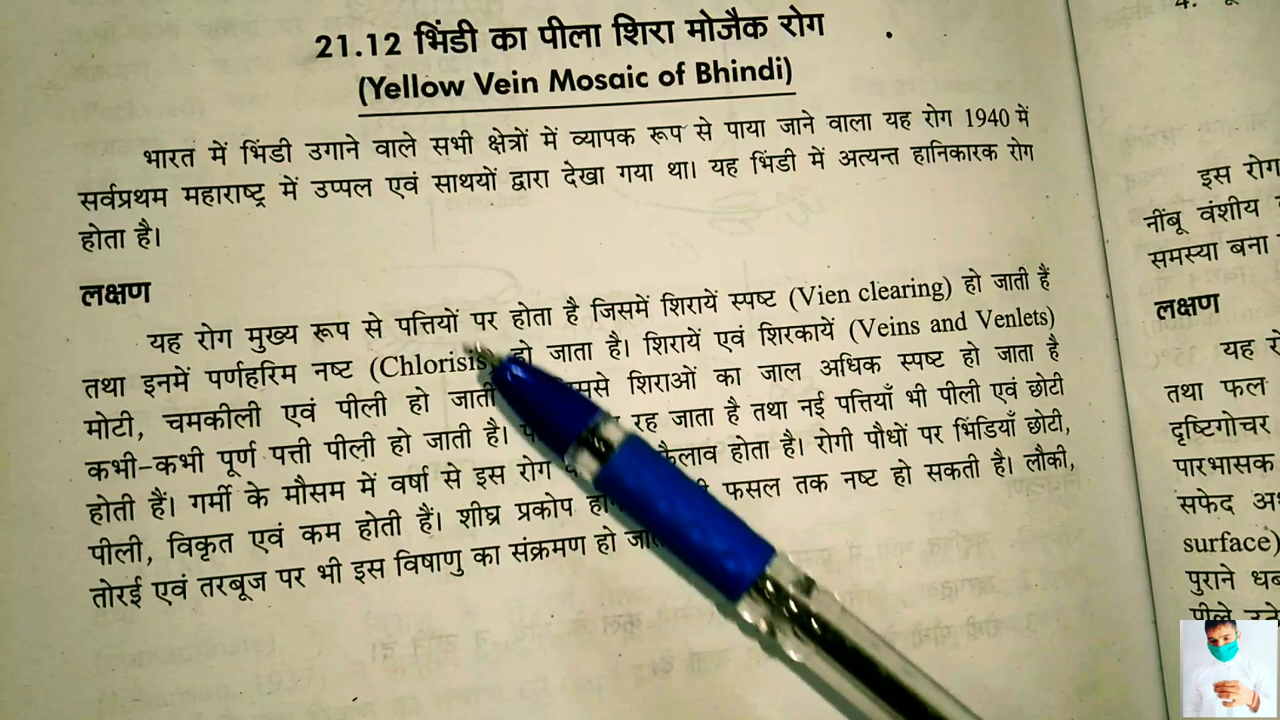 21.12 भिंडी का पीला शिरा मोजैक रोग
(Yellow Vein Mosaic of Bhindi)
भारत में भिंडी उगाने वाले सभी क्षेत्रों में व्यापक रूप से पाया जाने वाला यह रोग 1940 में
सर्वप्रथम महाराष्ट्र में उप्पल एवं साथयों द्वारा देखा गया था। यह भिंडी में अत्यन्त हानिकारक रोग
होता है।
लक्षण
यह रोग मुख्य रूप से पत्तियों पर होता है जिसमें शिरायें स्पष्ट (Vien clearing) हो जाती हैं
तथा इनमें पर्णहरिम नष्ट (Chlorisis) हो जाता है। शिरायें एवं शिरकायें (Veins and Venlets)
मोटी, चमकीली एवं पीली हो जाती शिराओं का जाल अधिक स्पष्ट हो जाता है
कभी-कभी पूर्ण पत्ती पीली हो जाती है। रह जाता है तथा नई पत्तियाँ भी पीली एवं छोटी
होती हैं। गर्मी के मौसम में वर्षा से इस रोग फैलाव होता है। रोगी पौधों पर भिंडियाँ छोटी,
पीली, विकृत एवं कम होती हैं। शीघ्र प्रकोप फसल तक नष्ट हो सकती है। लौकी,
तोरई एवं तरबूज पर भी इस विषाणु का संक्रमण हो
इस रोग
नींबू वंशीय
समस्या बना
लक्षण
यह
तथा फल
दृष्टिगोचर
पारभासक
सफेद
surface)
पुराने